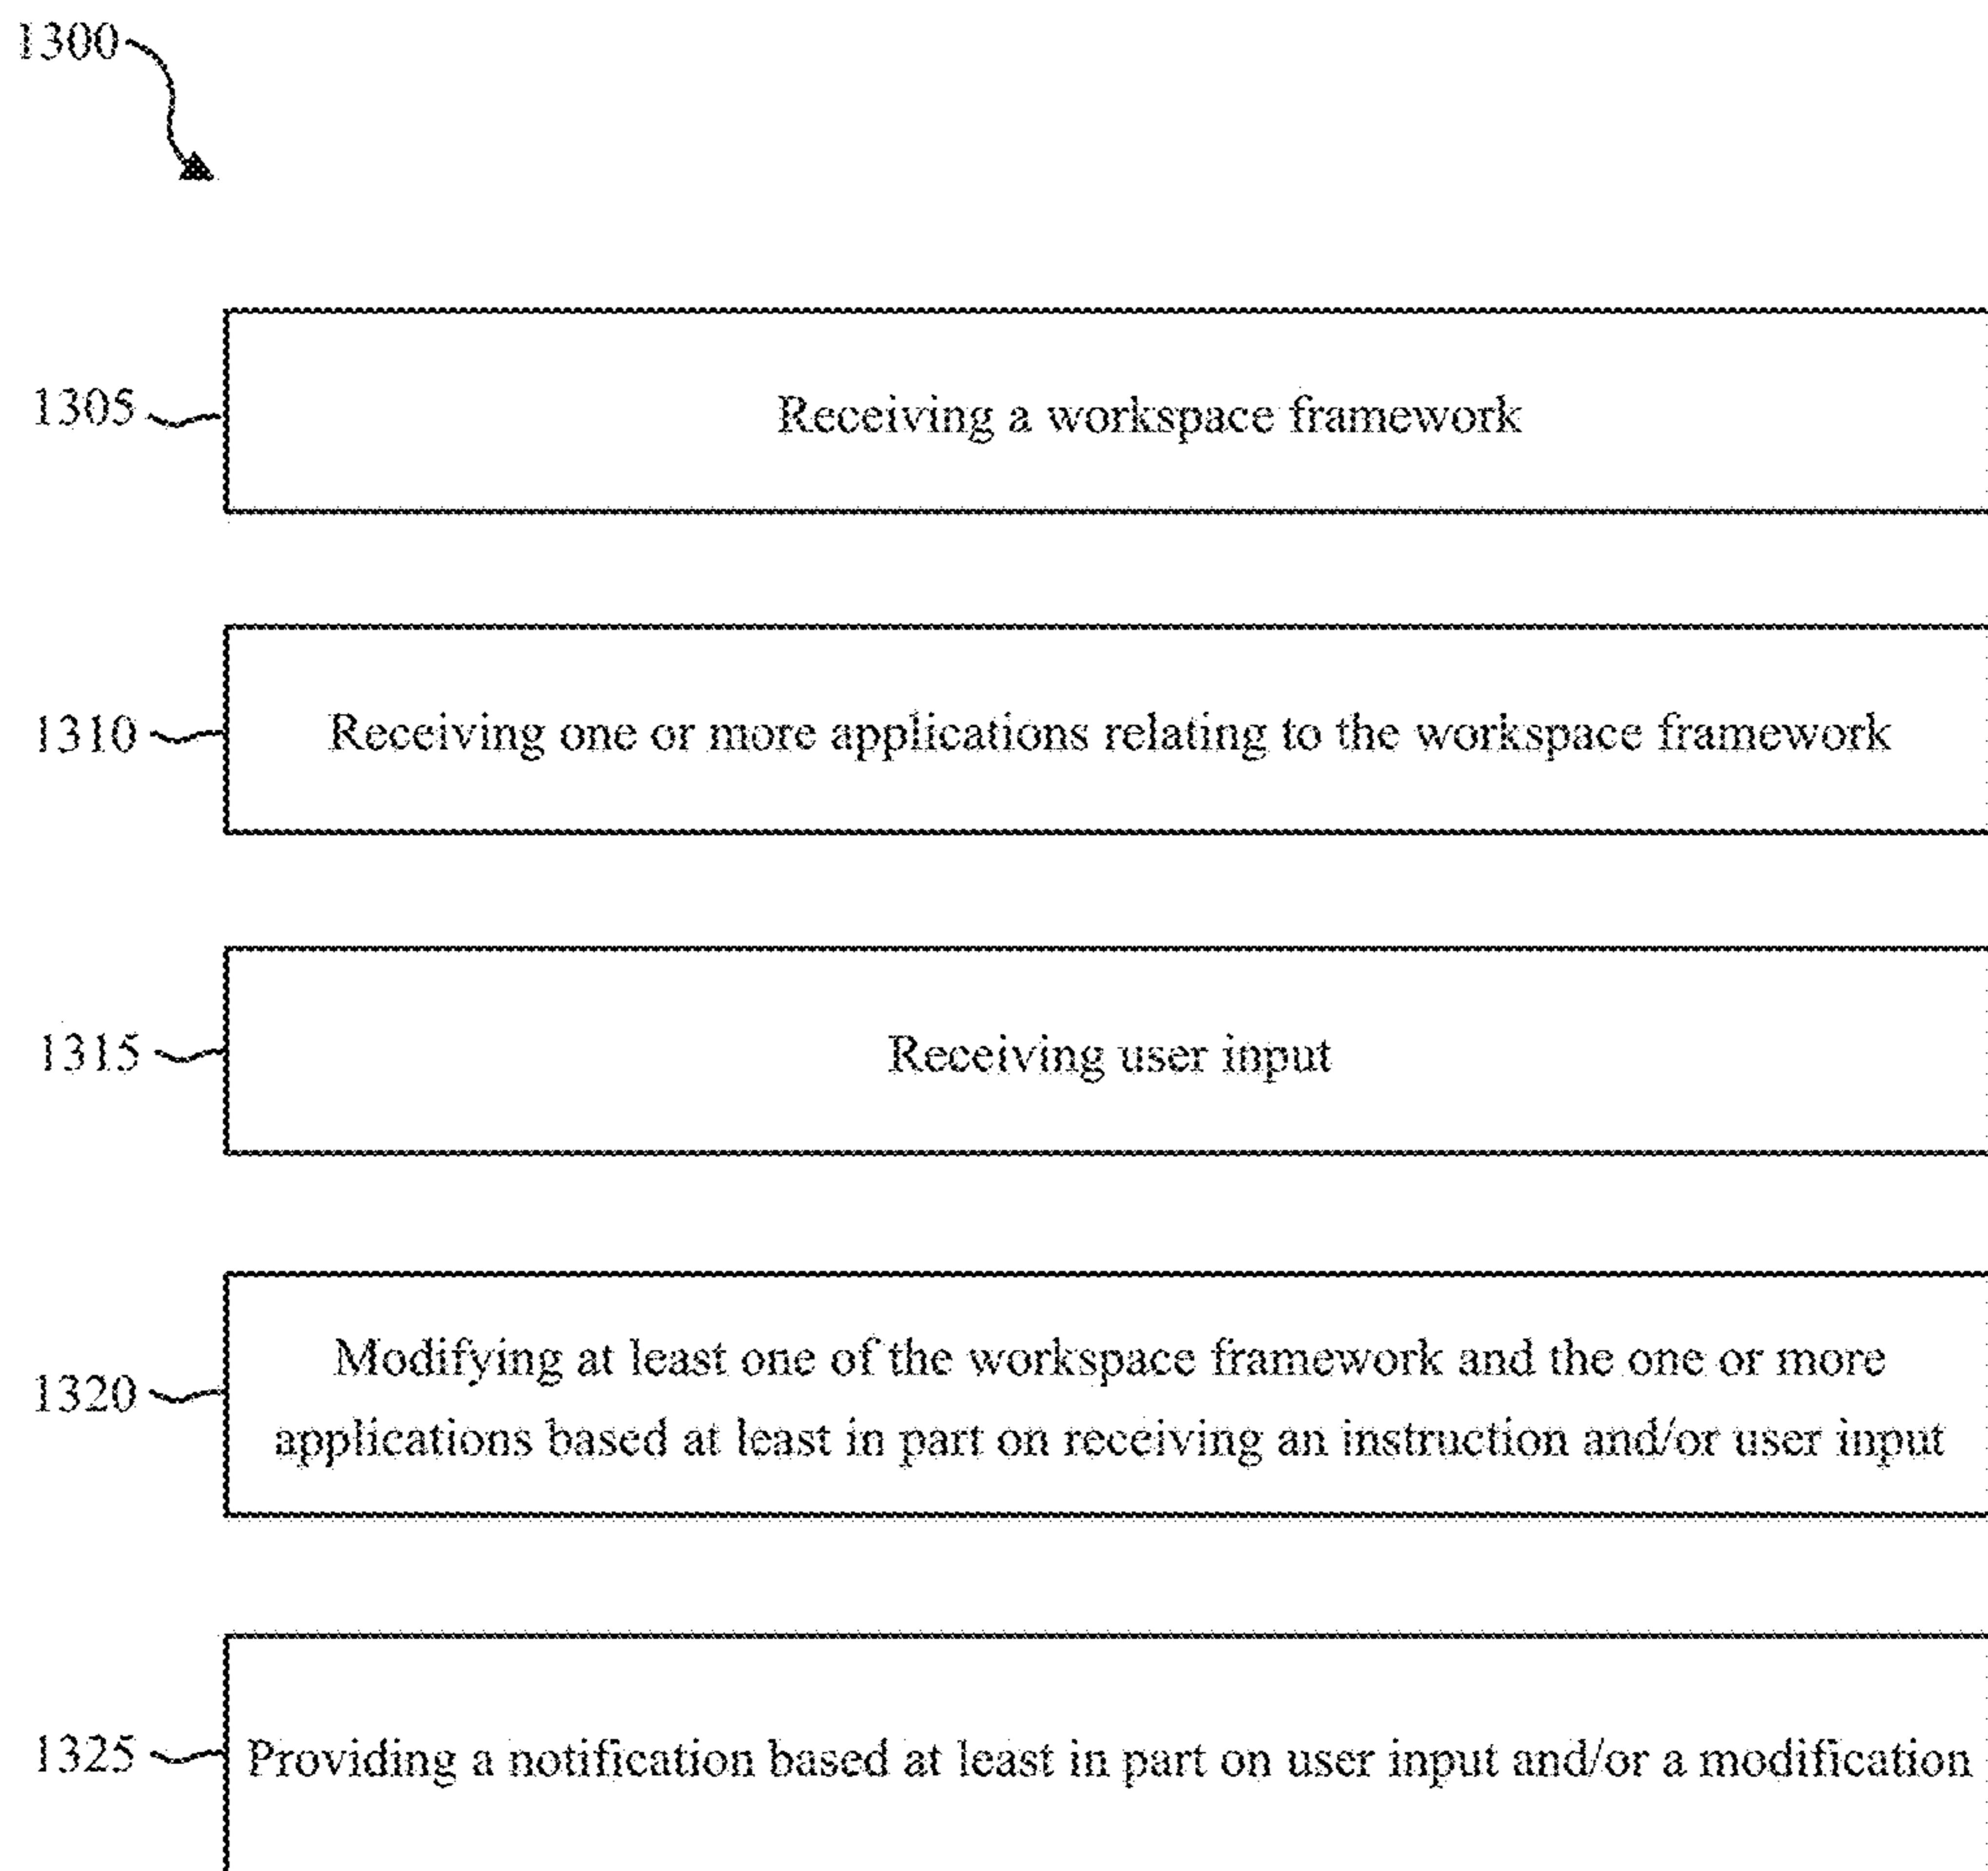 1300
1305
Receiving a workspace framework
1310
Receiving one or more applications relating to the workspace framework
1315
Receiving user input
1320
Modifying at least one of the workspace framework and the one or more
applications based at least in part on receiving an instruction and/or user input
1325
Providing a notification based at least in part on user input and/or a modification